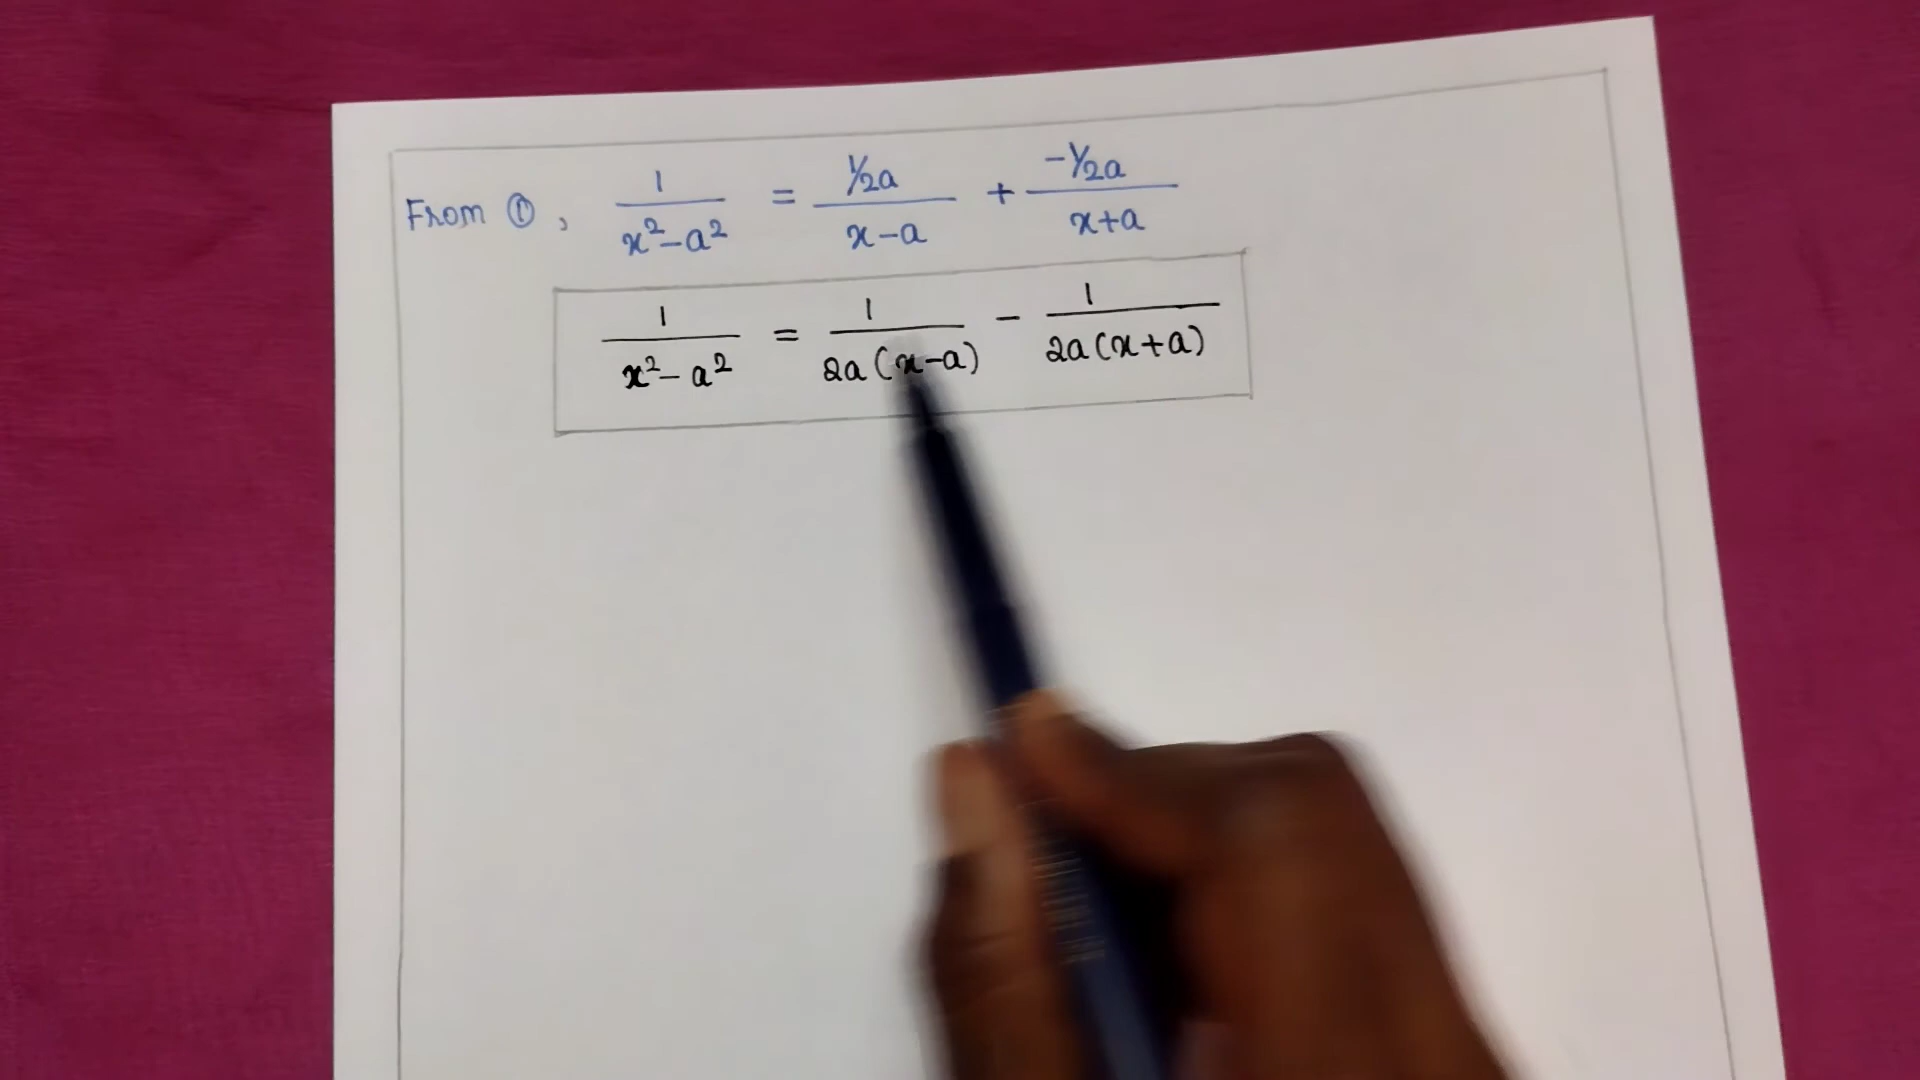 From ①, 1/(x²-a²) = (1/2a)/(x-a) + (-1/2a)/(x+a)
1/(x²-a²) = 1/(2a(x-a)) - 1/(2a(x+a))